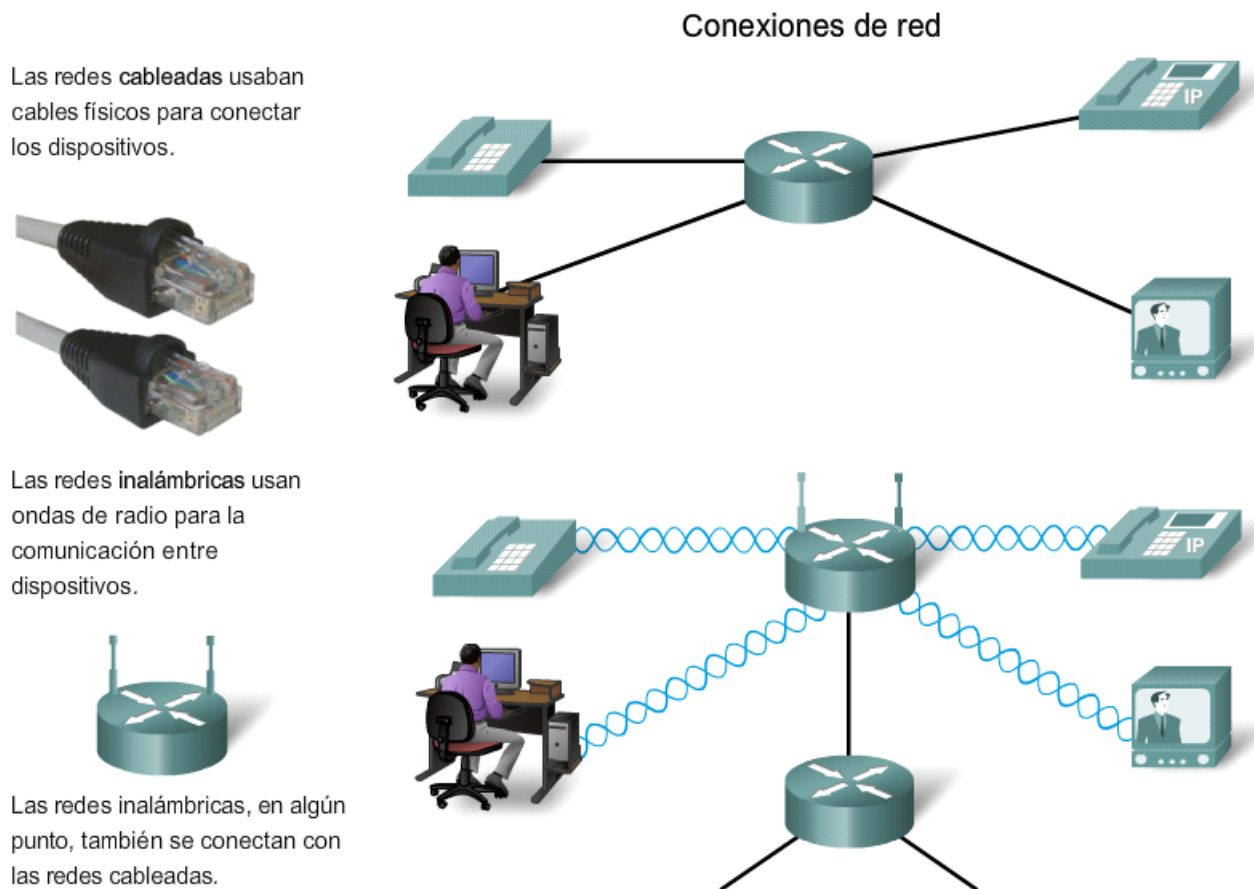 Conexiones de red
Las redes cableadas usaban
cables físicos para conectar
los dispositivos.
IP
Las redes inalámbricas usan
ondas de radio para la
comunicación entre
dispositivos.
IP
Las redes inalámbricas, en algún
punto, también se conectan con
las redes cableadas.